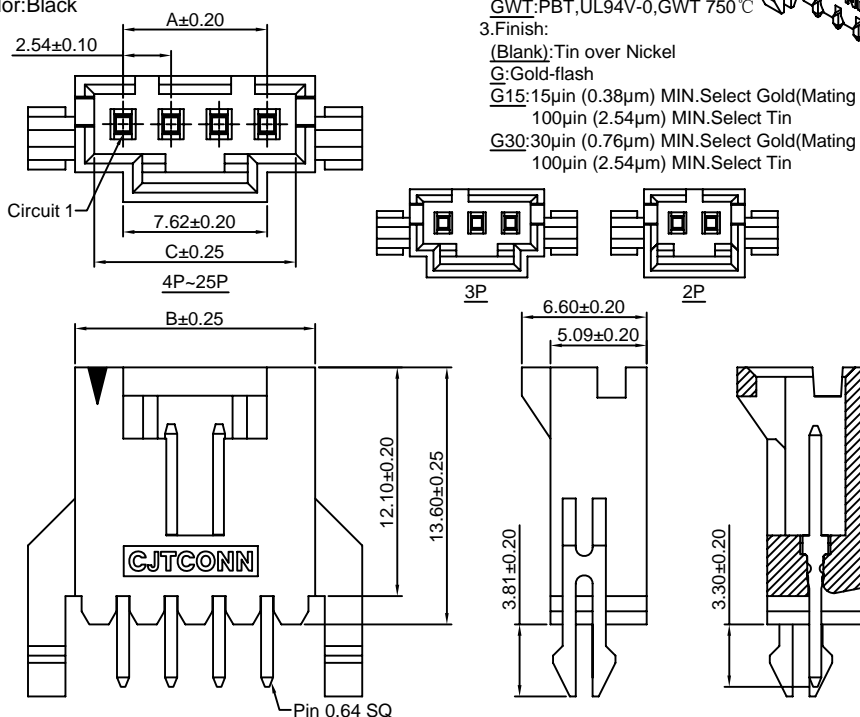 lor:Black
GWT:PBT,UL94V-0,GWT 750℃
3.Finish:
(Blank):Tin over Nickel
G:Gold-flash
G15:15μin (0.38μm) MIN.Select Gold(Mating
100μin (2.54μm) MIN.Select Tin
G30:30μin (0.76μm) MIN.Select Gold(Mating
100μin (2.54μm) MIN.Select Tin
A±0.20
2.54±0.10
Circuit 1
7.62±0.20
C±0.25
4P~25P
3P
2P
B±0.25
6.60±0.20
5.09±0.20
12.10±0.20
13.60±0.25
CJTCONN
3.81±0.20
3.30±0.20
Pin 0.64 SQ